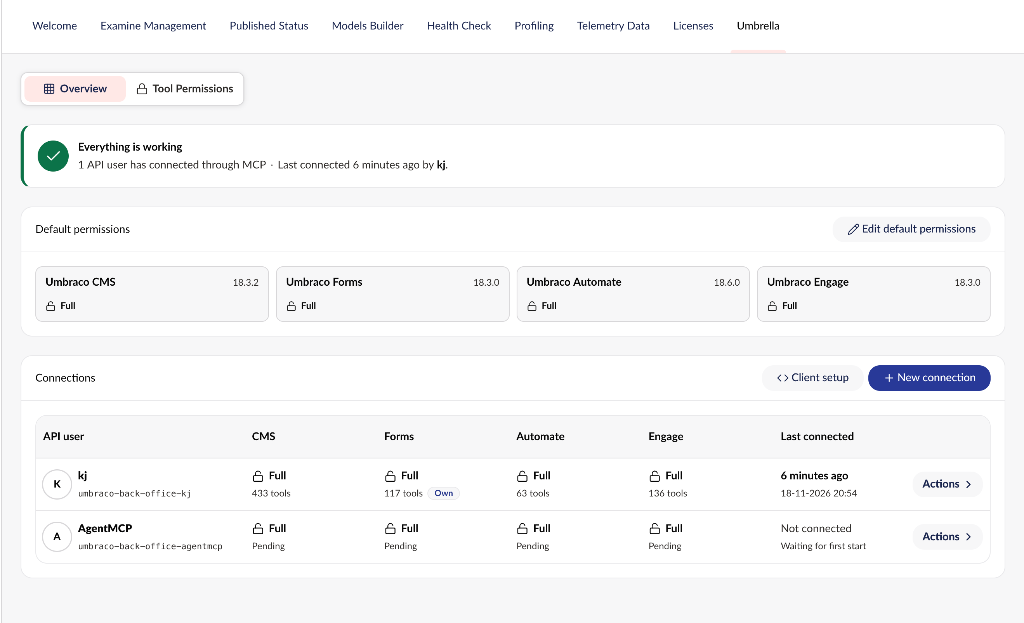 Welcome Examine Management Published Status Models Builder Health Check Profiling Telemetry Data Licenses Umbrella
Overview Tool Permissions
Everything is working
1 API user has connected through MCP · Last connected 6 minutes ago by kj.
Default permissions Edit default permissions
Umbraco CMS 18.3.2 Umbraco Forms 18.3.0 Umbraco Automate 18.6.0 Umbraco Engage 18.3.0
Full Full Full Full
Connections <> Client setup + New connection
API user CMS Forms Automate Engage Last connected
K kj Full Full Full Full 6 minutes ago Actions >
umbraco-back-office-kj 433 tools 117 tools Own 63 tools 136 tools 18-11-2026 20:54
A AgentMCP Full Full Full Full Not connected Actions >
umbraco-back-office-agentmcp Pending Pending Pending Pending Waiting for first start